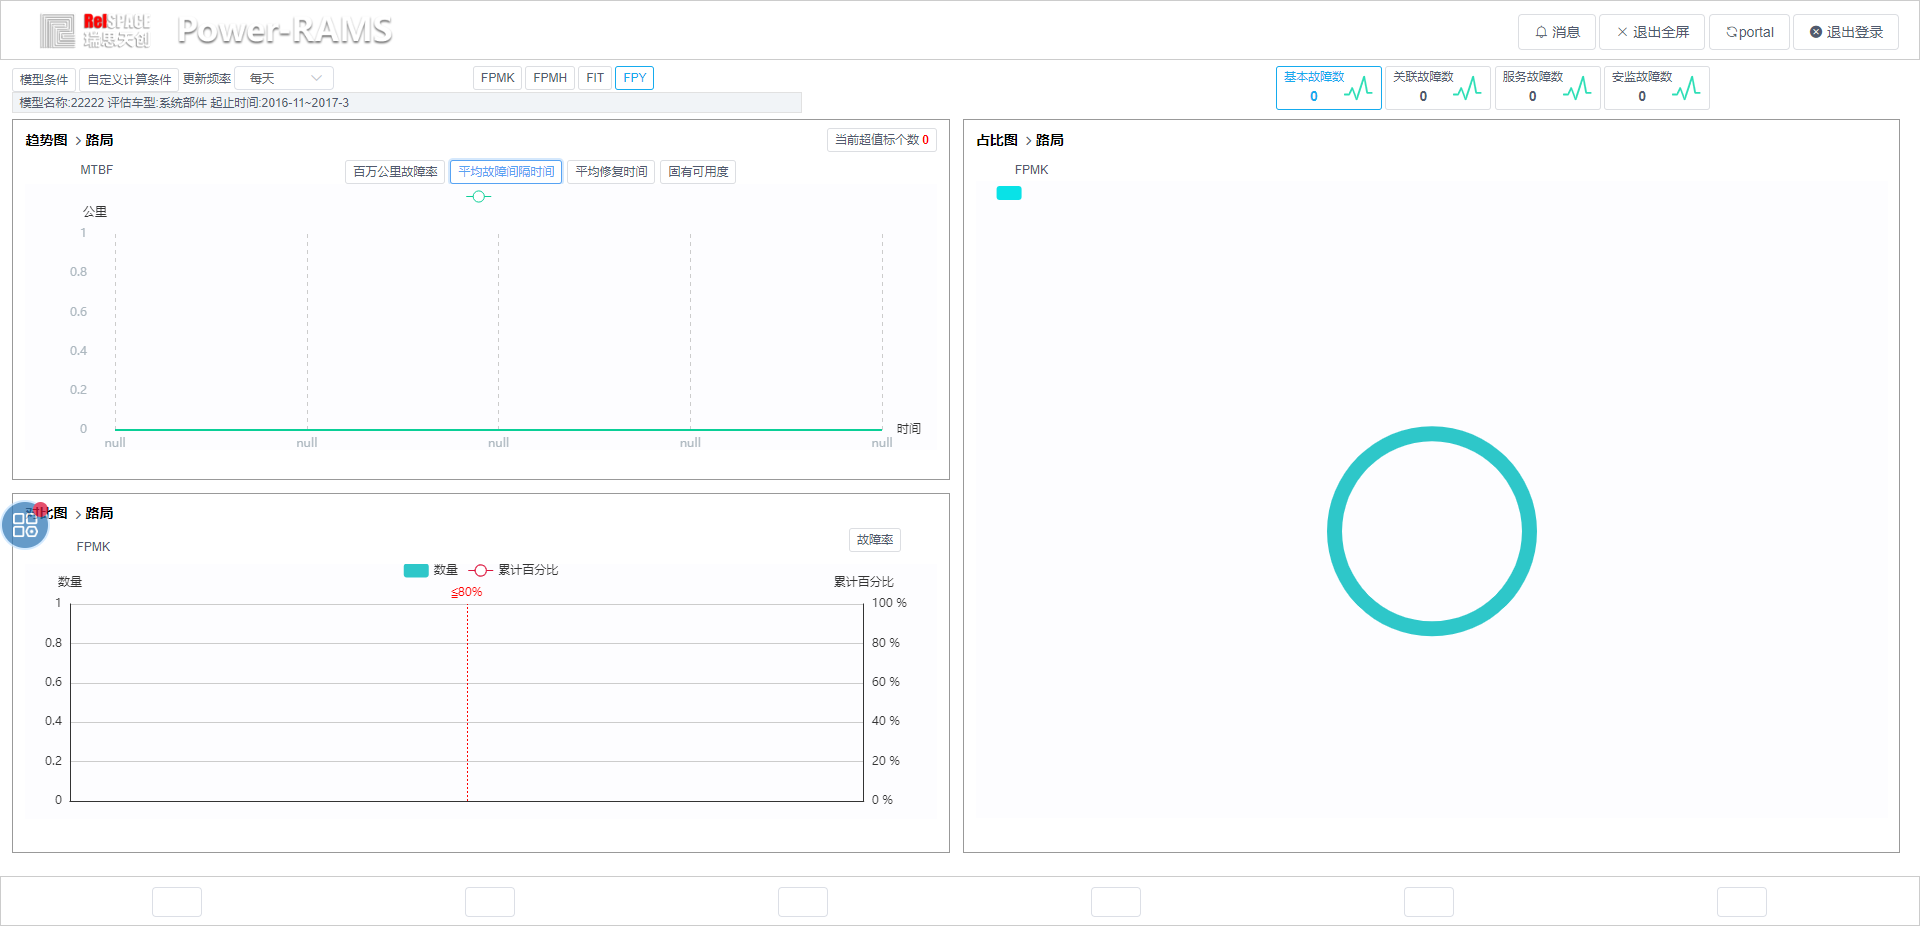 RelSPACE
瑞思天创
Power-RAMS
消息
退出全屏
portal
退出登录
模型条件
自定义计算条件
更新频率
每天
FPMK
FPMH
FIT
FPY
基本故障数
0
关联故障数
0
服务故障数
0
安监故障数
0
模型名称:22222 评估车型:系统部件 起止时间:2016-11~2017-3
趋势图 > 路局
当前超值标个数 0
MTBF
百万公里故障率
平均故障间隔时间
平均修复时间
固有可用度
公里
1
0.8
0.6
0.4
0.2
0
null
null
null
null
null
时间
对比图 > 路局
FPMK
故障率
数量
累计百分比
数量
累计百分比
≦80%
1
0.8
0.6
0.4
0.2
0
100 %
80 %
60 %
40 %
20 %
0 %
占比图 > 路局
FPMK